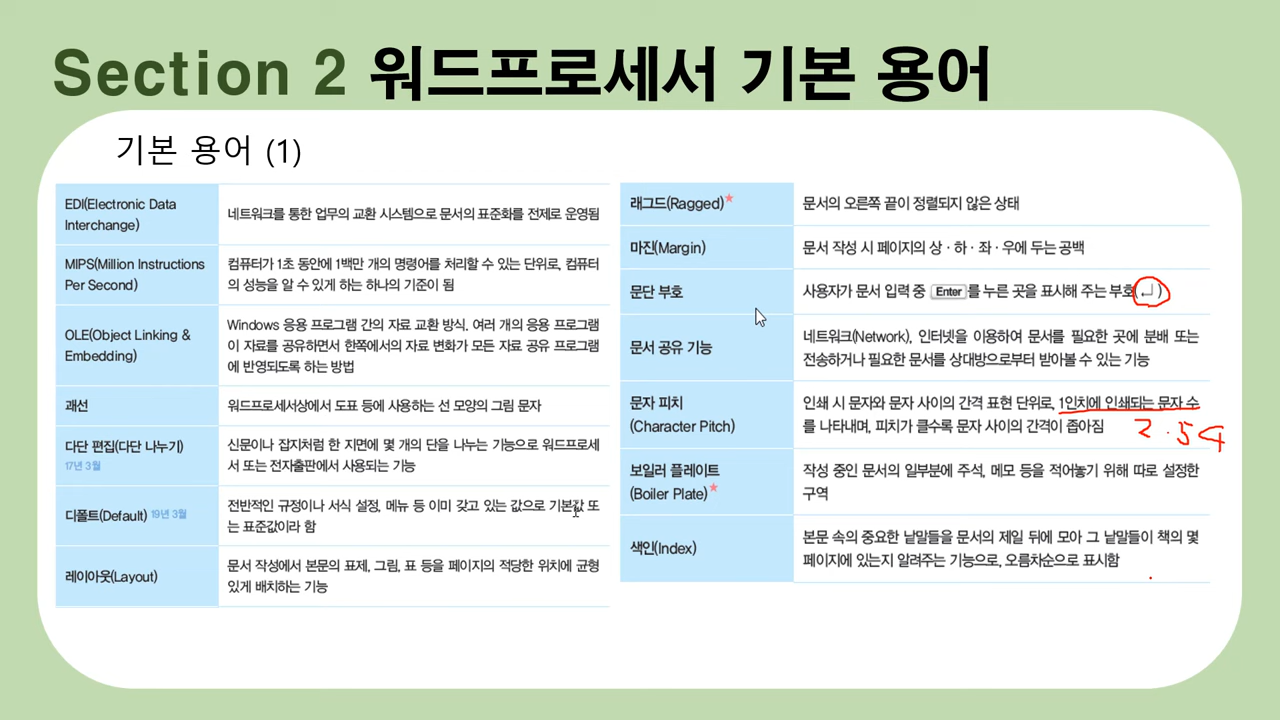 Section 2 워드프로세서 기본 용어
기본 용어 (1)
EDI(Electronic Data
Interchange)
네트워크를 통한 업무의 교환 시스템으로 문서의 표준화를 전제로 운영됨
MIPS(Million Instructions
Per Second)
컴퓨터가 1초 동안에 1백만 개의 명령어를 처리할 수 있는 단위로, 컴퓨터
의 성능을 알 수 있게 하는 하나의 기준이 됨
OLE(Object Linking &
Embedding)
Windows 응용 프로그램 간의 자료 교환 방식. 여러 개의 응용 프로그램
이 자료를 공유하면서 한쪽에서의 자료 변화가 모든 자료 공유 프로그램
에 반영되도록 하는 방법
괘선
워드프로세서상에서 도표 등에 사용하는 선 모양의 그림 문자
다단 편집(다단 나누기)
17년 3월
신문이나 잡지처럼 한 지면에 몇 개의 단을 나누는 기능으로 워드프로세
서 또는 전자출판에서 사용되는 기능
디폴트(Default) 19년 3월
전반적인 규정이나 서식 설정, 메뉴 등 이미 갖고 있는 값으로 기본값 또
는 표준값이라 함
레이아웃(Layout)
문서 작성에서 본문의 표제, 그림, 표 등을 페이지의 적당한 위치에 균형
있게 배치하는 기능
래그드(Ragged)★
문서의 오른쪽 끝이 정렬되지 않은 상태
마진(Margin)
문서 작성 시 페이지의 상·하·좌·우에 두는 공백
문단 부호
사용자가 문서 입력 중 Enter를 누른 곳을 표시해 주는 부호(↵)
문서 공유 기능
네트워크(Network), 인터넷을 이용하여 문서를 필요한 곳에 분배 또는
전송하거나 필요한 문서를 상대방으로부터 받아볼 수 있는 기능
문자 피치
(Character Pitch)
인쇄 시 문자와 문자 사이의 간격 표현 단위로, 1인치에 인쇄되는 문자 수
를 나타내며, 피치가 클수록 문자 사이의 간격이 좁아짐
2.54
보일러 플레이트
(Boiler Plate)★
작성 중인 문서의 일부분에 주석, 메모 등을 적어놓기 위해 따로 설정한
구역
색인(Index)
본문 속의 중요한 낱말들을 문서의 제일 뒤에 모아 그 낱말들이 책의 몇
페이지에 있는지 알려주는 기능으로, 오름차순으로 표시함